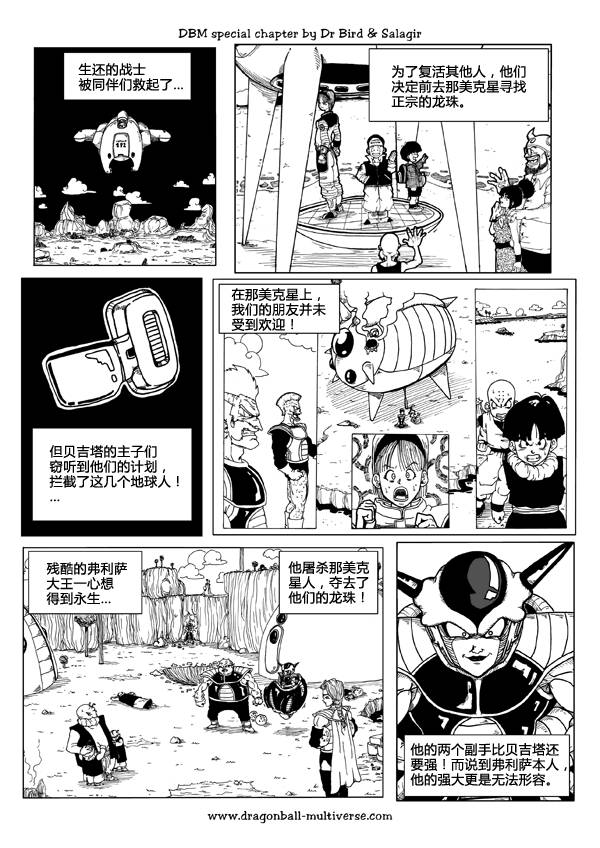 DBM special chapter by Dr Bird & Salagir
生还的战士
被同伴们救起了...
为了复活其他人，他们
决定前去那美克星寻找
正宗的龙珠。
但贝吉塔的主子们
窃听到他们的计划，
拦截了这几个地球人！
...
在那美克星上，
我们的朋友并未
受到欢迎！
残酷的弗利萨
大王一心想
得到永生...
他屠杀那美克
星人，夺去了
他们的龙珠！
他的两个副手比贝吉塔还
要强！而说到弗利萨本人，
他的强大更是无法形容。
www.dragonball-multiverse.com